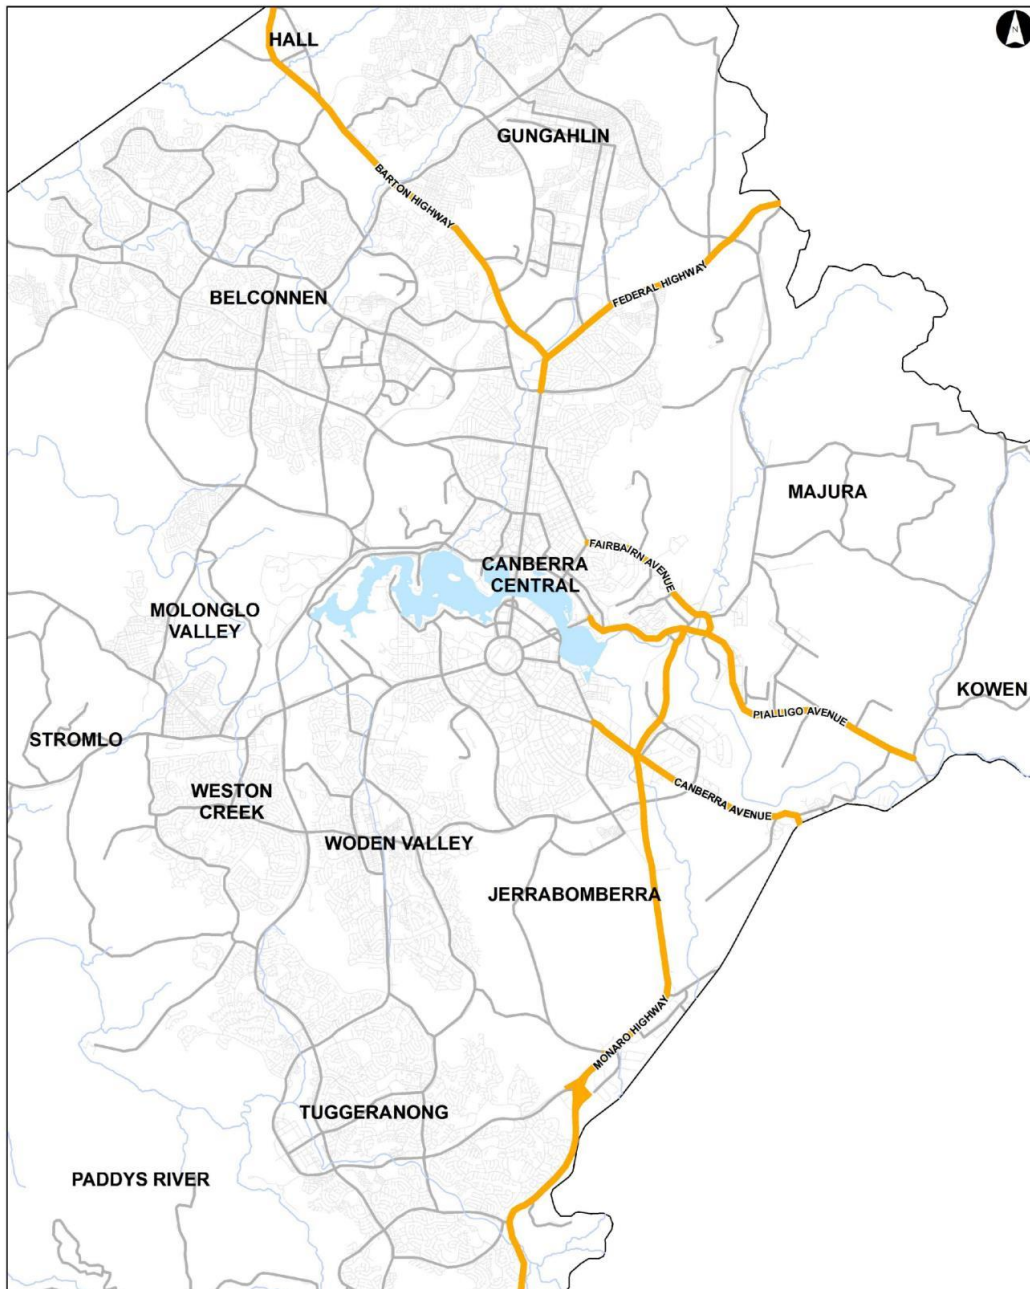 HALL
N
GUNGAHLIN
BARTON HIGHWAY
FEDERAL HIGHWAY
BELCONNEN
MAJURA
FAIRBAIRN AVENUE
CANBERRA
CENTRAL
MOLONGLO
VALLEY
KOWEN
PIALLIGO AVENUE
STROMLO
WESTON
CREEK
CANBERRA AVENUE
WODEN VALLEY
JERRABOMBERRA
MONARO HIGHWAY
TUGGERANONG
PADDYS RIVER